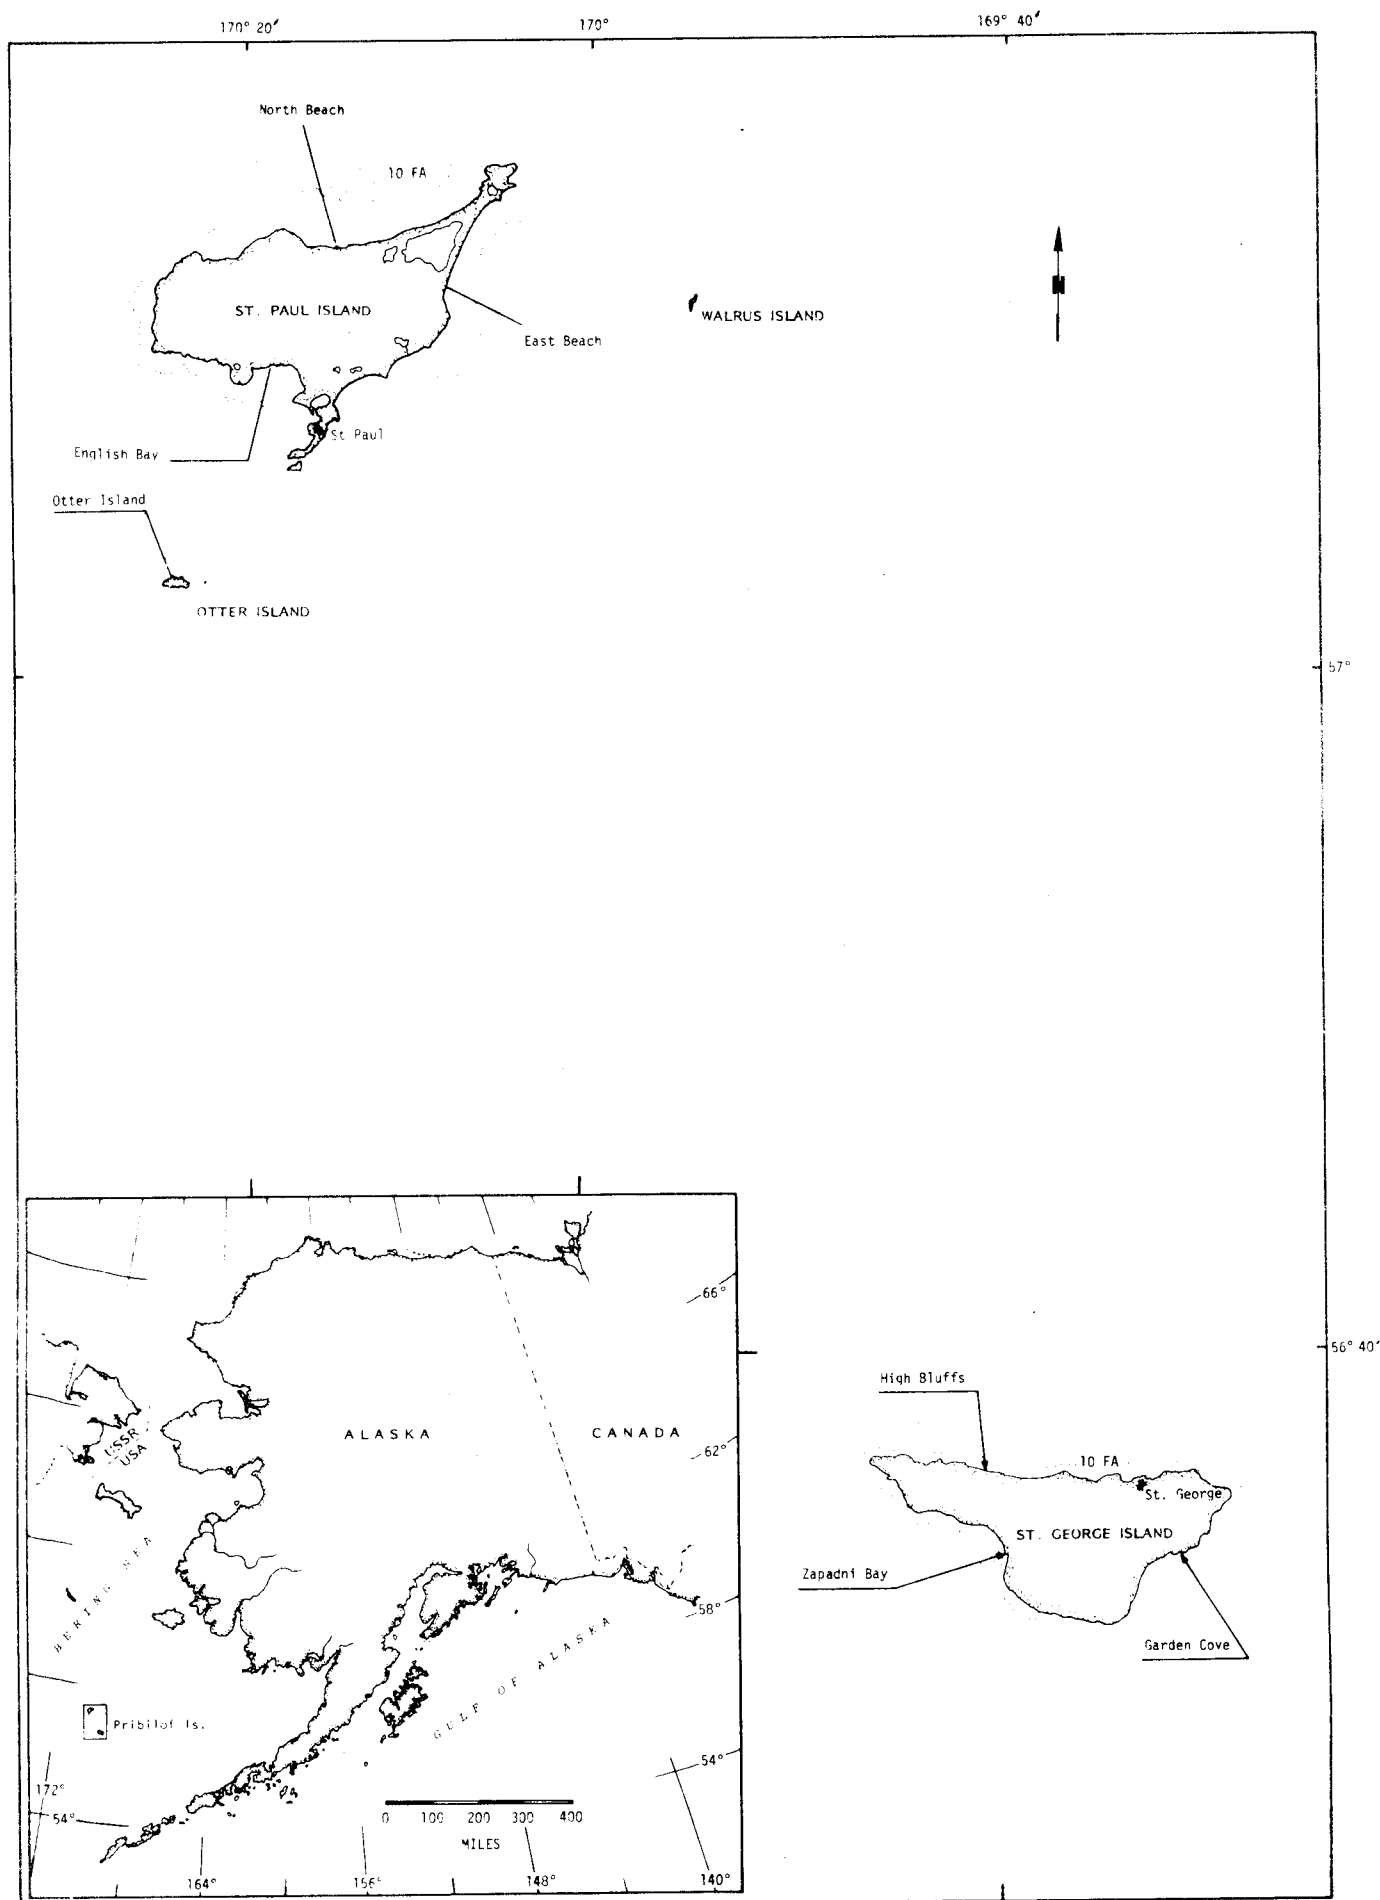 170° 20′
170°
169° 40′
North Beach
10 FA
ST. PAUL ISLAND
WALRUS ISLAND
East Beach
St Paul
English Bay
Otter Island
OTTER ISLAND
57°
56° 40′
66°
ALASKA
CANADA
62°
USSR
USA
BERING SEA
58°
GULF OF ALASKA
Pribilof Is.
54°
172°
54°
0 100 200 300 400
MILES
164°
156°
148°
140°
High Bluffs
10 FA
St. George
ST. GEORGE ISLAND
Zapadni Bay
Garden Cove